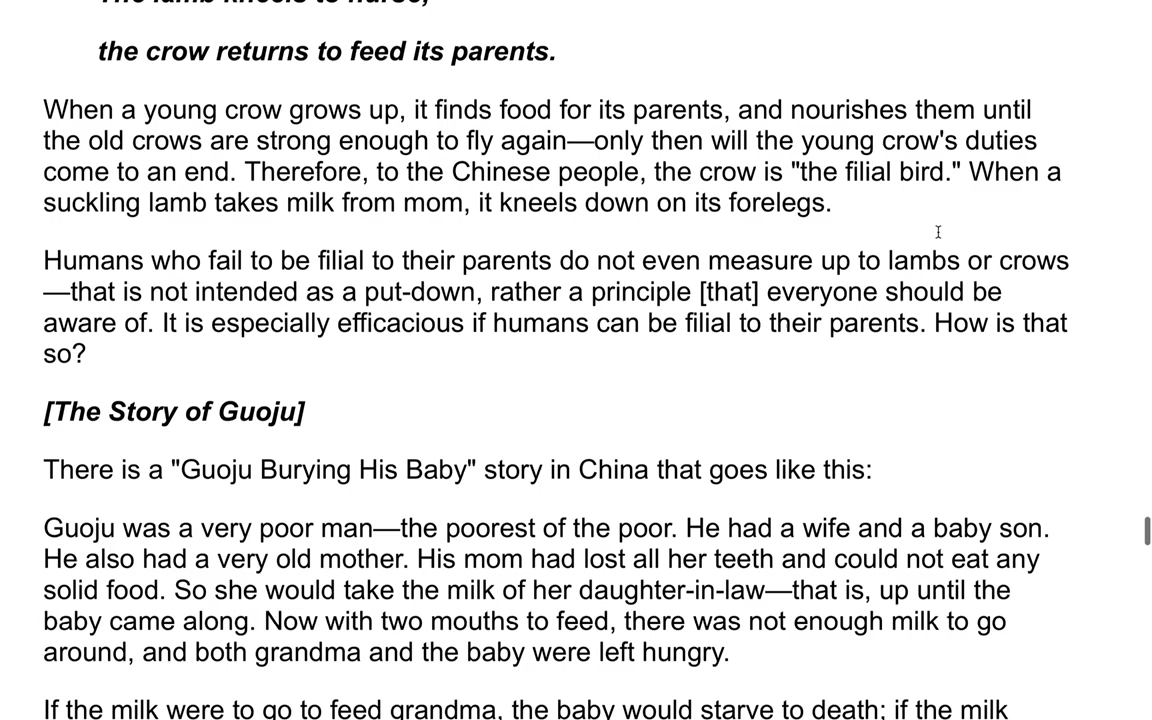 The lamb kneels to nurse,
the crow returns to feed its parents.
When a young crow grows up, it finds food for its parents, and nourishes them until
the old crows are strong enough to fly again—only then will the young crow's duties
come to an end. Therefore, to the Chinese people, the crow is "the filial bird." When a
suckling lamb takes milk from mom, it kneels down on its forelegs.
Humans who fail to be filial to their parents do not even measure up to lambs or crows
—that is not intended as a put-down, rather a principle [that] everyone should be
aware of. It is especially efficacious if humans can be filial to their parents. How is that
so?
[The Story of Guoju]
There is a "Guoju Burying His Baby" story in China that goes like this:
Guoju was a very poor man—the poorest of the poor. He had a wife and a baby son.
He also had a very old mother. His mom had lost all her teeth and could not eat any
solid food. So she would take the milk of her daughter-in-law—that is, up until the
baby came along. Now with two mouths to feed, there was not enough milk to go
around, and both grandma and the baby were left hungry.
If the milk were to go to feed grandma, the baby would starve to death; if the milk